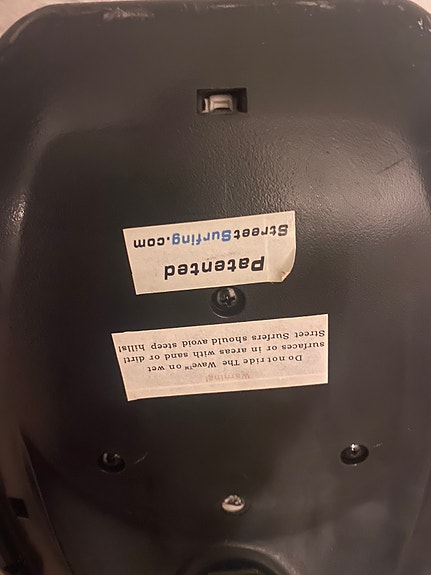 Warning!
Do not ride The Wave™ on wet
surfaces or in areas with sand or dirt!
Street Surfers should avoid steep hills!
Patented
StreetSurfing.com